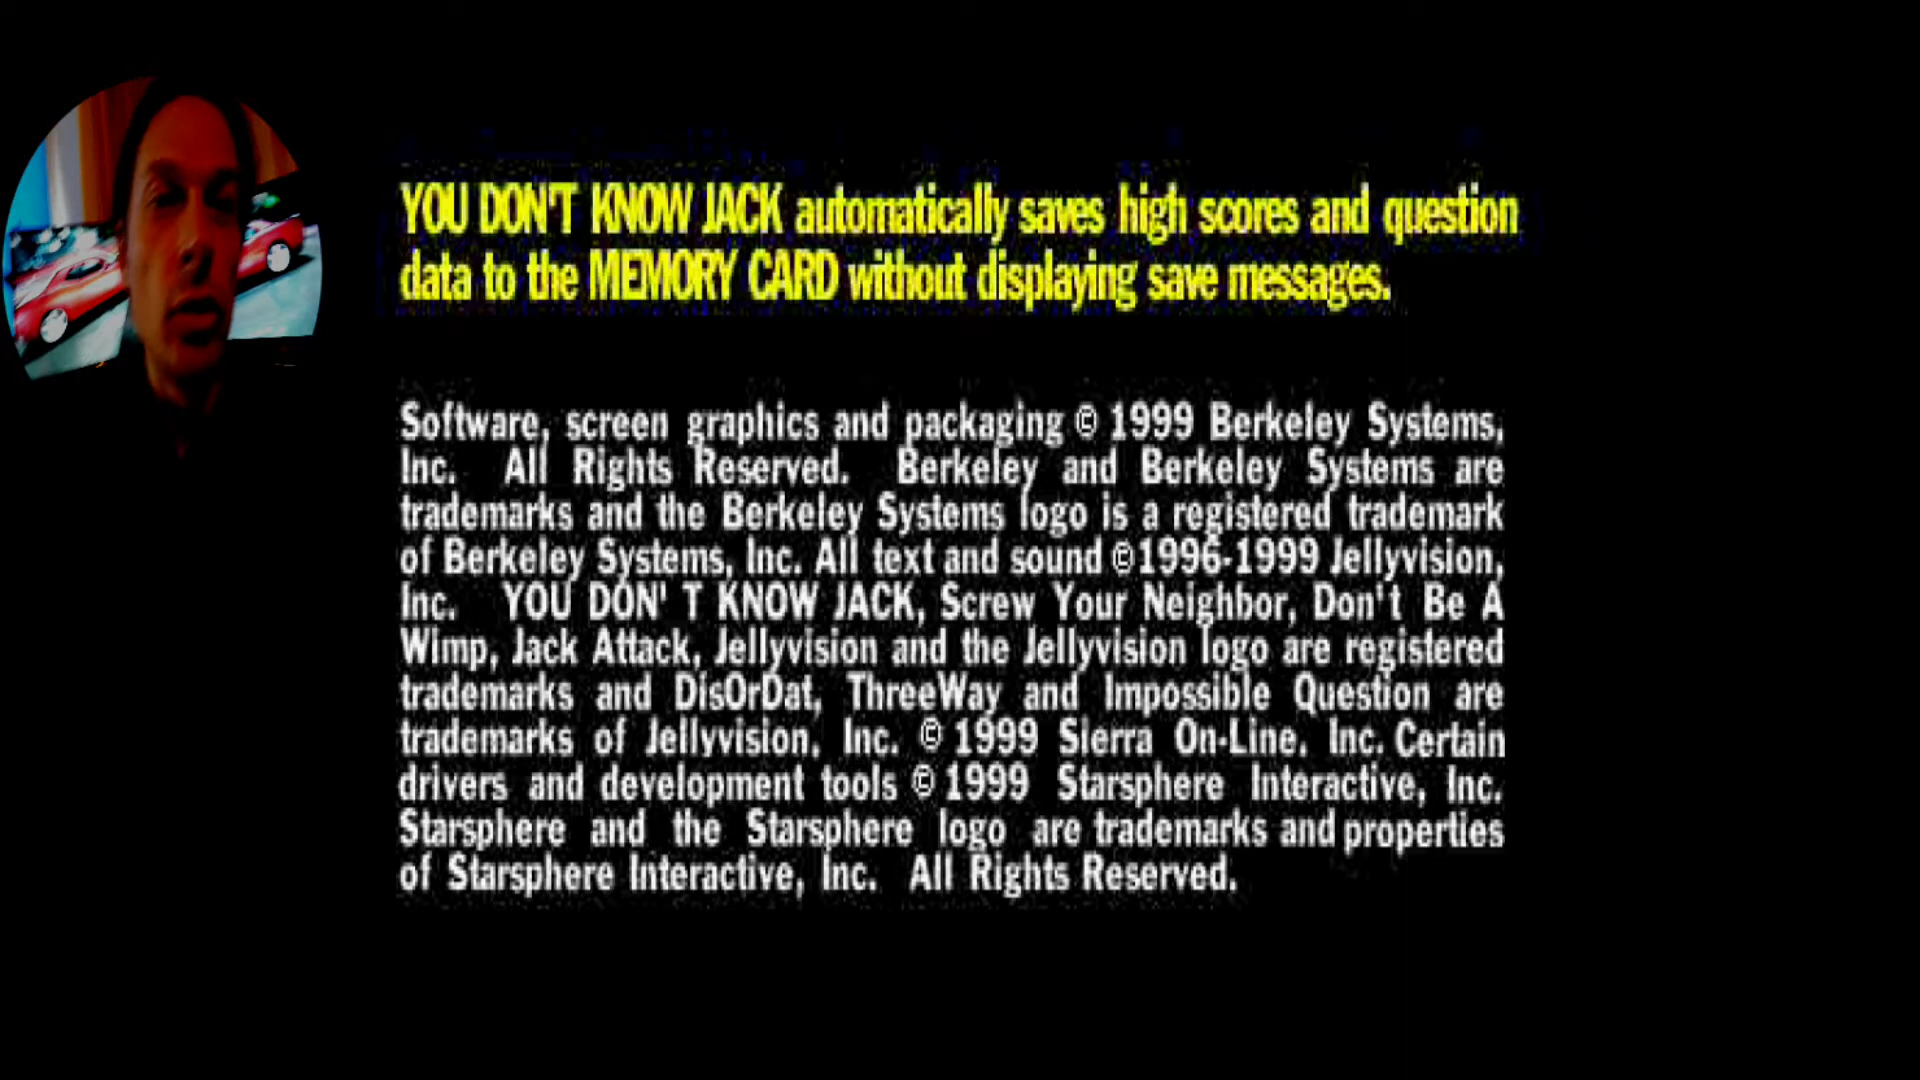 YOU DON'T KNOW JACK automatically saves high scores and question
data to the MEMORY CARD without displaying save messages.
Software, screen graphics and packaging © 1999 Berkeley Systems,
Inc. All Rights Reserved. Berkeley and Berkeley Systems are
trademarks and the Berkeley Systems logo is a registered trademark
of Berkeley Systems, Inc. All text and sound ©1996-1999 Jellyvision,
Inc. YOU DON' T KNOW JACK, Screw Your Neighbor, Don't Be A
Wimp, Jack Attack, Jellyvision and the Jellyvision logo are registered
trademarks and DisOrDat, ThreeWay and Impossible Question are
trademarks of Jellyvision, Inc. © 1999 Sierra On-Line, Inc. Certain
drivers and development tools © 1999 Starsphere Interactive, Inc.
Starsphere and the Starsphere logo are trademarks and properties
of Starsphere Interactive, Inc. All Rights Reserved.